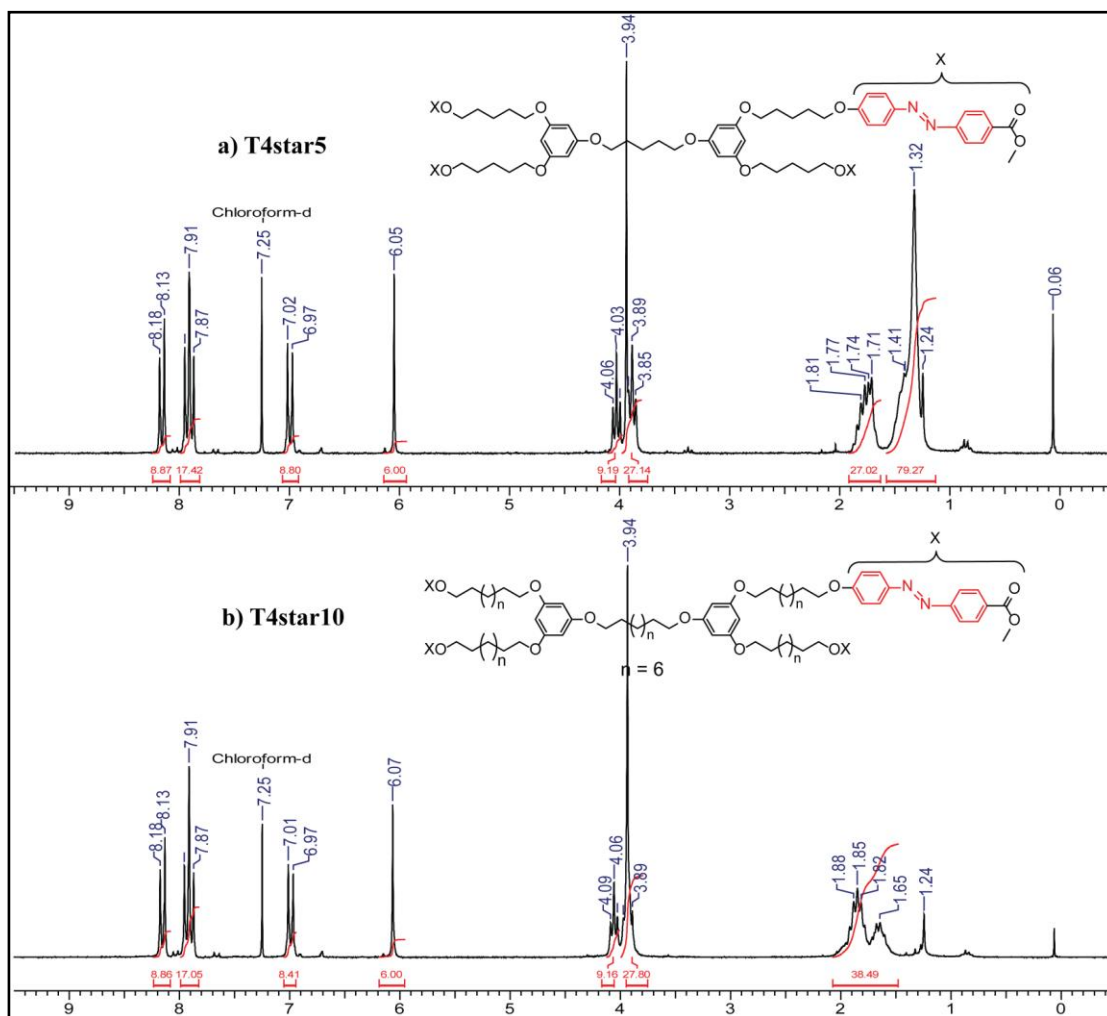 3.94
X
XO
O
O
O
N
N
O
O
a) T4star5
O
O
O
XO
O
O
OX
1.32
Chloroform-d
8.18
8.13
7.91
7.87
7.25
7.02
6.97
6.05
4.06
4.03
3.89
3.85
1.81
1.77
1.74
1.71
1.41
1.24
0.06
8.87 17.42 8.80 6.00 9.19 27.14 27.02 79.27
9 8 7 6 5 4 3 2 1 0
3.94
X
XO
n
O
O
n
O
N
N
O
O
b) T4star10
O
n
O
XO
n
O
O
n
OX
n = 6
Chloroform-d
8.18
8.13
7.91
7.87
7.25
7.01
6.97
6.07
4.09
4.06
3.89
1.88
1.85
1.82
1.65
1.24
8.86 17.05 8.41 6.00 9.16 27.80 38.49
9 8 7 6 5 4 3 2 1 0